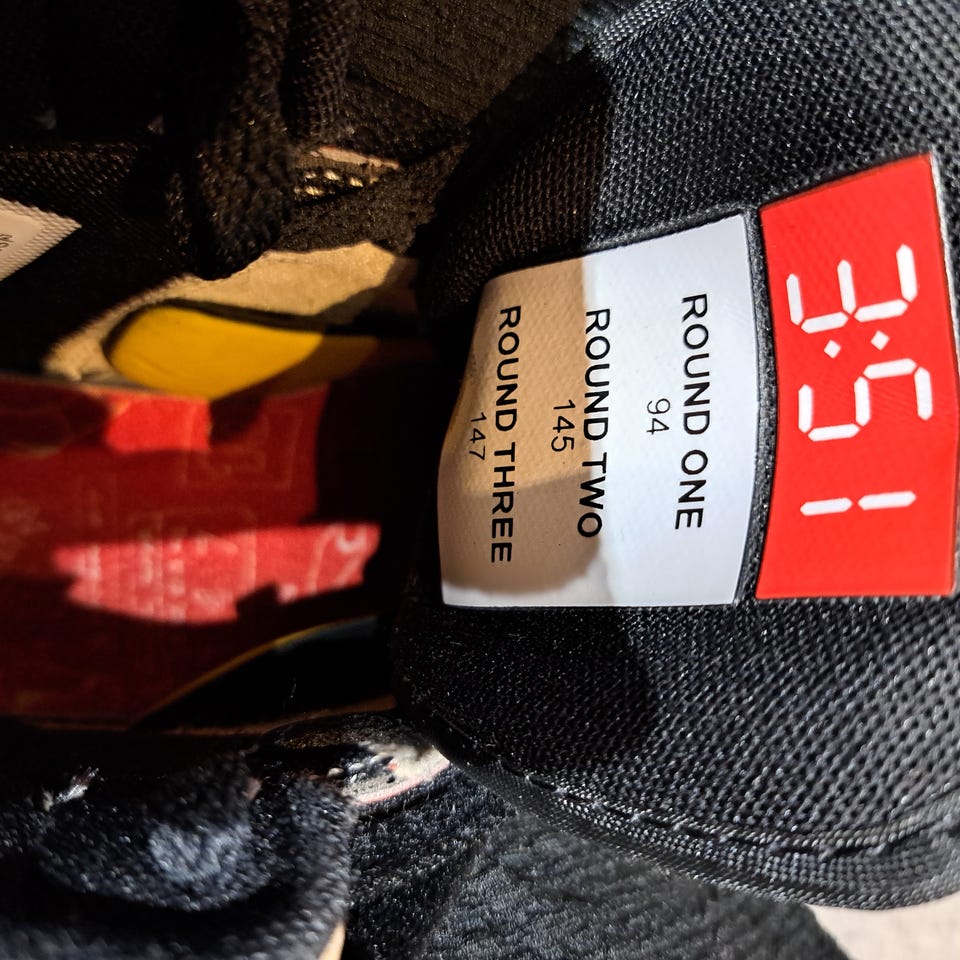 3:51
ROUND ONE
94
ROUND TWO
145
ROUND THREE
147